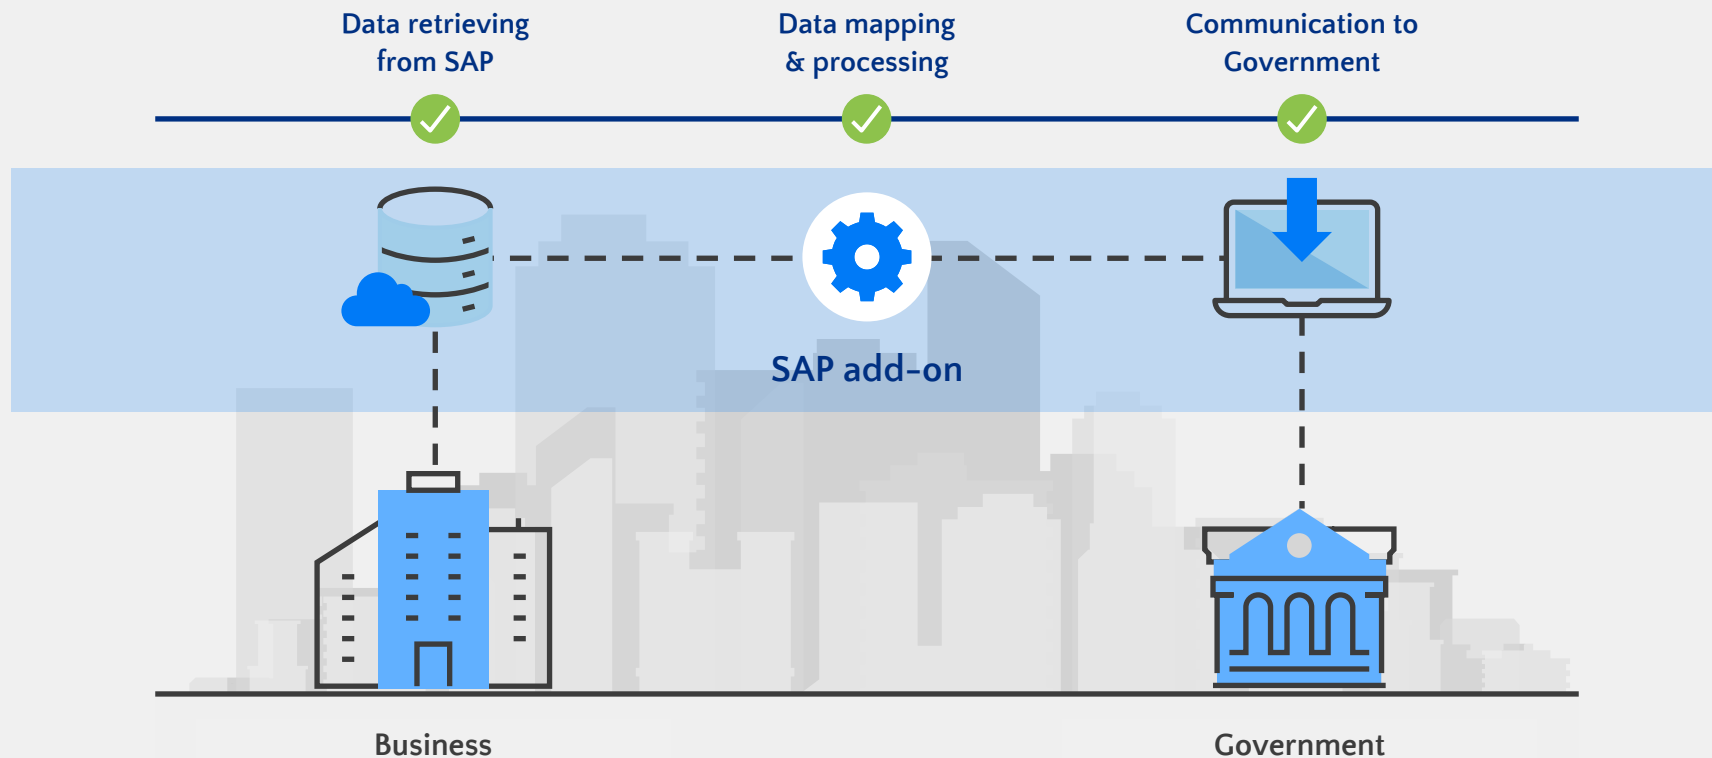 Data retrieving
from SAP
Data mapping
& processing
Communication to
Government
SAP add-on
Business
Government